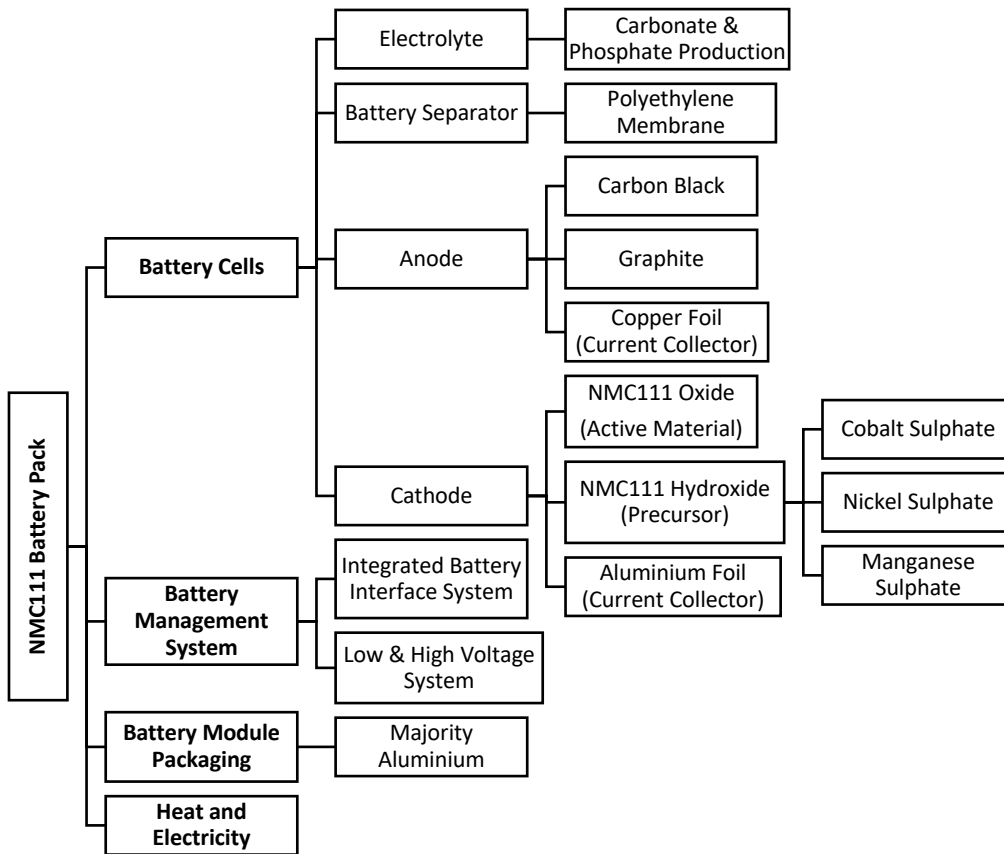 NMC111 Battery Pack
Battery Cells
Electrolyte
Carbonate &
Phosphate Production
Battery Separator
Polyethylene
Membrane
Anode
Carbon Black
Graphite
Copper Foil
(Current Collector)
Cathode
NMC111 Oxide
(Active Material)
NMC111 Hydroxide
(Precursor)
Cobalt Sulphate
Nickel Sulphate
Manganese
Sulphate
Aluminium Foil
(Current Collector)
Battery
Management
System
Integrated Battery
Interface System
Low & High Voltage
System
Battery Module
Packaging
Majority
Aluminium
Heat and
Electricity